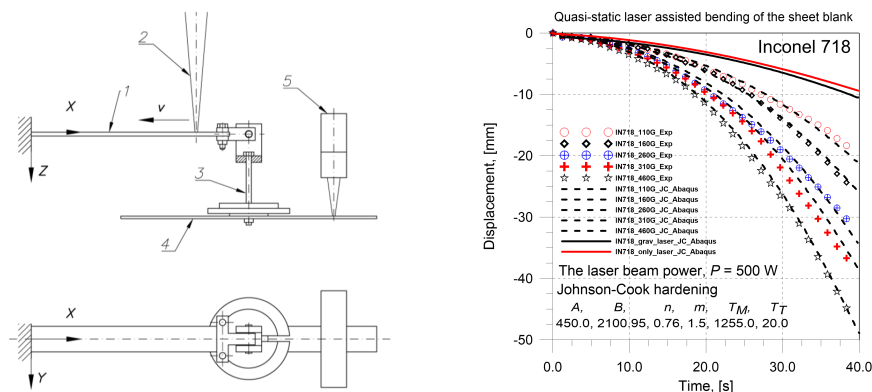 2
1
X
v
5
Z
3
4
X
Y
Quasi-static laser assisted bending of the sheet blank
Inconel 718
0
-10
-20
-30
-40
-50
Displacement, [mm]
IN718_110G_Exp
IN718_160G_Exp
IN718_260G_Exp
IN718_310G_Exp
IN718_460G_Exp
IN718_110G_JC_Abaqus
IN718_160G_JC_Abaqus
IN718_260G_JC_Abaqus
IN718_310G_JC_Abaqus
IN718_460G_JC_Abaqus
IN718_grav_laser_JC_Abaqus
IN718_only_laser_JC_Abaqus
The laser beam power, P = 500 W
Johnson-Cook hardening
A, B, n, m, TM, TT
450.0, 2100.95, 0.76, 1.5, 1255.0, 20.0
0.0 10.0 20.0 30.0 40.0
Time, [s]